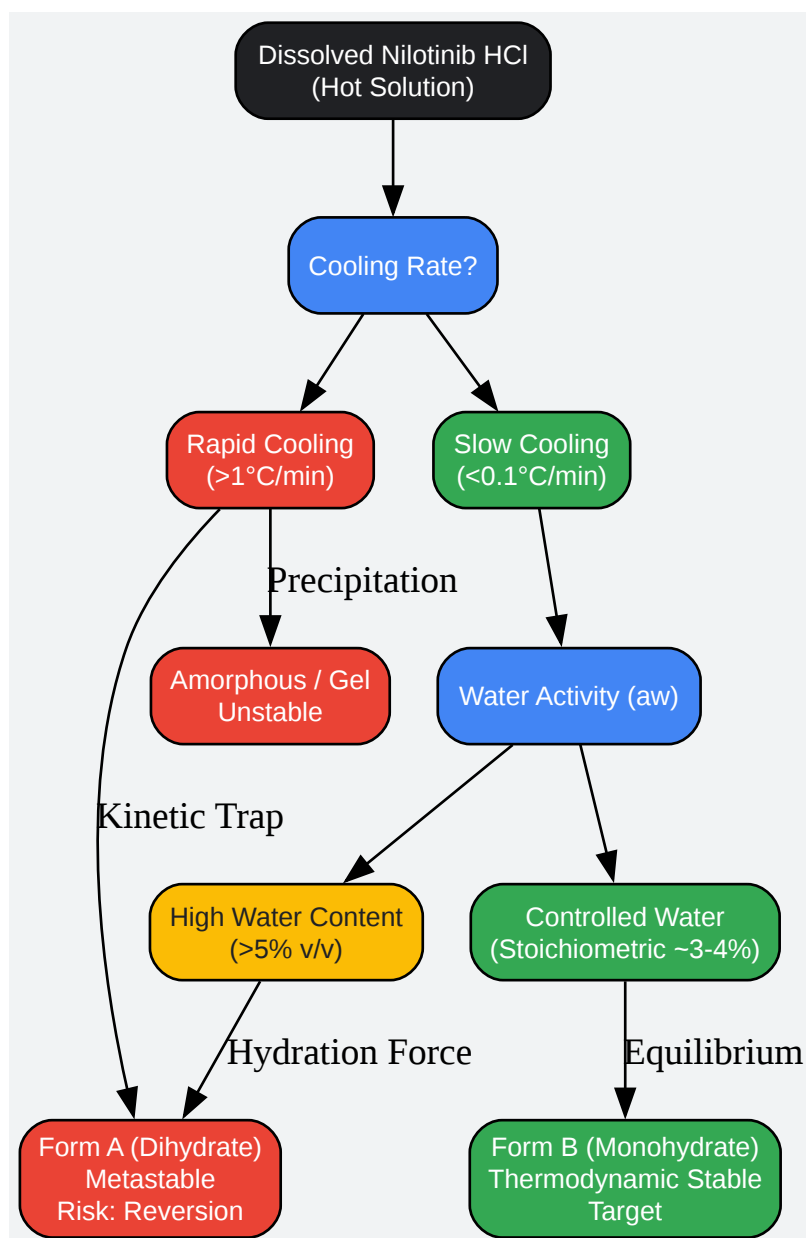 Dissolved Nilotinib HCl
(Hot Solution)
Cooling Rate?
Rapid Cooling
(>1°C/min)
Slow Cooling
(<0.1°C/min)
Precipitation
Amorphous / Gel
Unstable
Water Activity (aw)
Kinetic Trap
High Water Content
(>5% v/v)
Controlled Water
(Stoichiometric ~3-4%)
Hydration Force
Equilibrium
Form A (Dihydrate)
Metastable
Risk: Reversion
Form B (Monohydrate)
Thermodynamic Stable
Target